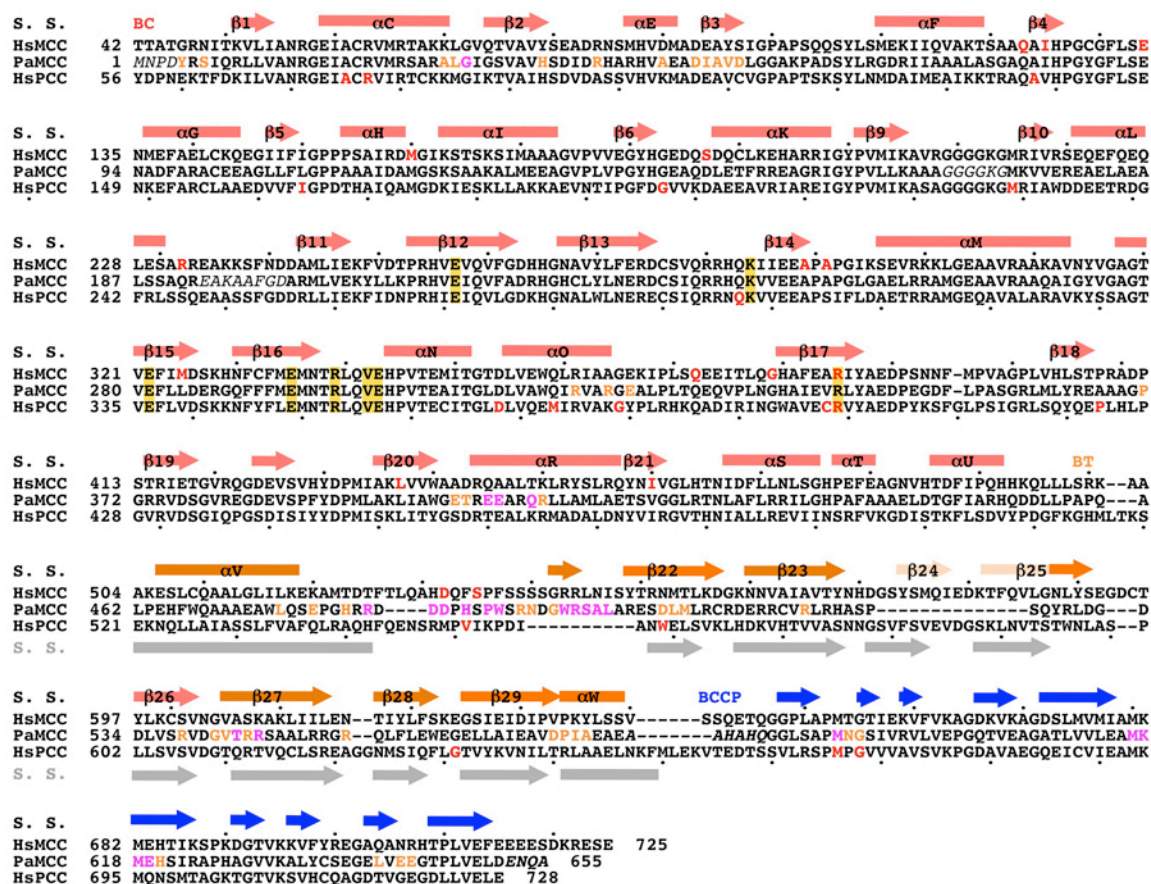 S. S. BC β1 αC β2 αE β3 αF β4
HsMCC 42 TTATGRNITKVLIANRGEIACRVMRTAKKLGVQTVAVYSEADRNSMHVDMADEAYSIGPAPSQQSYLSMEKIIQVAKTSAAQAIHPGCGFLSE
PaMCC 1 MNPDYRSIQRLLVANRGEIACRVMRSARALGIGSVAVHSDIDRHARHVAEADIAVDLGGAKPADSYLRGDRIIAAALASGAQAIHPGYGFLSE
HsPCC 56 YDPNEKTFDKILVANRGEIACRVIRTCKKMGIKTVAIHSDVDASSVHVKMADEAVCVGPAPTSKSYLNMDAIMEAIKKTRAQAVHPGYGFLSE
S. S. αG β5 αH αI β6 αK β9 β10 αL
HsMCC 135 NMEFAELCKQEGIIFIGPPPSAIRDMGIKSTSKSIMAAAGVPVVEGYHGEDQSDQCLKEHARRIGYPVMIKAVRGGGGKGMRIVRSEQEFQEQ
PaMCC 94 NADFARACEEAGLLFLGPPAAAIDAMGSKSAAKALMEEAGVPLVPGYHGEAQDLETFRREAGRIGYPVLLKAAAGGGGKGMKVVEREAELAEA
HsPCC 149 NKEFARCLAAEDVVFIGPDTHAIQAMGDKIESKLLAKKAEVNTIPGFDGVVKDAEEAVRIAREIGYPVMIKASAGGGGKGMRIAWDDEETRDG
S. S. β11 β12 β13 β14 αM
HsMCC 228 LESARREAKKSFNDDAMLIEKFVDTPRHVEVQVFGDHHGNAVYLFERDCSVQRRHQKIIEEAPAPGIKSEVRKKLGEAAVRAAKAVNYVGAGT
PaMCC 187 LSSAQREAKAAFGDARMLVEKYLLKPRHVEIQVFADRHGHCLYLNERDCSIQRRHQKVVEEAPAPGLGAELRRAMGEAAVRAAQAIGYVGAGT
HsPCC 242 FRLSSQEAASSFGDDRLLIEKFIDNPRHIEIQVLGDKHGNALWLNERECSIQRRNQKVVEEAPSIFLDAETRRAMGEQAVALARAVKYSSAGT
S. S. β15 β16 αN αO β17 β18
HsMCC 321 VEFIMDSKHNFCFMEMNTRLQVEHPVTEMITGTDLVEWQLRIAAGEKIPLSQEEITLQGHAFEARIYAEDPSNNF-MPVAGPLVHLSTPRADP
PaMCC 280 VEFLLDERGQFFFMEMNTRLQVEHPVTEAITGLDLVAWQIRVARGEALPLTQEQVPLNGHAIEVRLYAEDPEGDF-LPASGRLMLYREAAAGP
HsPCC 335 VEFLVDSKKNFYFLEMNTRLQVEHPVTECITGLDLVQEMIRVAKGYPLRHKQADIRINGWAVECRVYAEDPYKSFGLPSIGRLSQYQEPLHLP
S. S. β19 β20 αR β21 αS αT αU BT
HsMCC 413 STRIETGVRQGDEVSVHYDPMIAKLVVWAADRQAALTKLRYSLRQYNIVGLHTNIDFLLNLSGHPEFEAGNVHTDFIPQHHKQLLLSRK--AA
PaMCC 372 GRRVDSGVREGDEVSPFYDPMLAKLIAWGETREEARQRLLAMLAETSVGGLRTNLAFLRRILGHPAFAAAELDTGFIARHQDDLLPAPQ---A
HsPCC 428 GVRVDSGIQPGSDISIYYDPMISKLITYGSDRTEALKRMADALDNYVIRGVTHNIALLREVIINSRFVKGDISTKFLSDVYPDGFKGHMLTKS
S. S. αV β22 β23 β24 β25
HsMCC 504 AKESLCQAALGLILKEKAMTDTFTLQAHDQFSPFSSSSGRRLNISYTRNMTLKDGKNNVAIAVTYNHDGSYSMQIEDKTFQVLGNLYSEGDCT
PaMCC 462 LPEHFWQAAAEAWLQSEPGHRRD-----DDPHSPWSRNDGWRSALARESDLMLRCRDERRCVRLRHASP----------SQYRLDG---D
HsPCC 521 EKNQLLAIASSLFVAFQLRAQHFQENSRMPVIKPDI---------ANWELSVKLHDKVHTVVASNNGSVFSVEVDGSKLNVTSTWNLAS--P
S. S.
S. S. β26 β27 β28 β29 αW BCCP
HsMCC 597 YLKCSVNGVASKAKLIILEN--TIYLFSKEGSIEIDIPVPKYLSSV------SSQETQGGPLAPMTGTIEKVFVKAGDKVKAGDSLMVMIAMK
PaMCC 534 DLVSRVDGVTRRSAALRRGR--QLFLEWEGELLAIEAVDPIAEAEA-----AHAHQGGLSAPMNGSIVRVLVEPGQTVEAGATLVVLEAMK
HsPCC 602 LLSVSVDGTQRTVQCLSREAGGNMSIQFLGTVYKVNILTRLAAELNKFMLEKVTEDTSSVLRSPMPGVVVAVSVKPGDAVAEGQEICVIEAMK
S. S.
S. S.
HsMCC 682 MEHTIKSPKDGTVKKVFYREGAQANRHTPLVEFEEEESDKRESE 725
PaMCC 618 MEHSIRAPHAGVVKALYCSEGELVEEGTPLVELDENQA 655
HsPCC 695 MQNSMTAGKTGTVKSVHCQAGDTVGEGDLLVELE 728